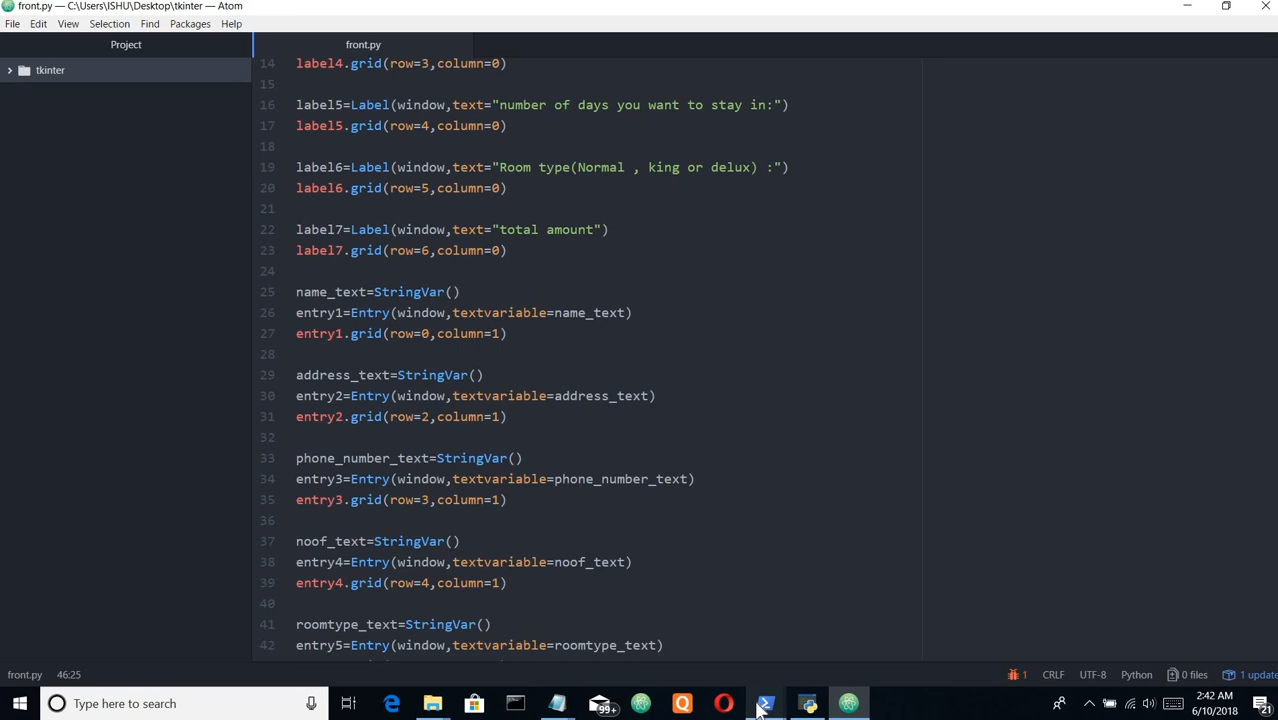 front.py — C:\Users\ISHU\Desktop\tkinter — Atom
File Edit View Selection Find Packages Help
Project
front.py
tkinter
14 label4.grid(row=3,column=0)
15
16 label5=Label(window,text="number of days you want to stay in:")
17 label5.grid(row=4,column=0)
18
19 label6=Label(window,text="Room type(Normal , king or delux) :")
20 label6.grid(row=5,column=0)
21
22 label7=Label(window,text="total amount")
23 label7.grid(row=6,column=0)
24
25 name_text=StringVar()
26 entry1=Entry(window,textvariable=name_text)
27 entry1.grid(row=0,column=1)
28
29 address_text=StringVar()
30 entry2=Entry(window,textvariable=address_text)
31 entry2.grid(row=2,column=1)
32
33 phone_number_text=StringVar()
34 entry3=Entry(window,textvariable=phone_number_text)
35 entry3.grid(row=3,column=1)
36
37 noof_text=StringVar()
38 entry4=Entry(window,textvariable=noof_text)
39 entry4.grid(row=4,column=1)
40
41 roomtype_text=StringVar()
42 entry5=Entry(window,textvariable=roomtype_text)
front.py 46:25 1 CRLF UTF-8 Python 0 files 1 update
Type here to search
99+
2:42 AM
6/10/2018
21